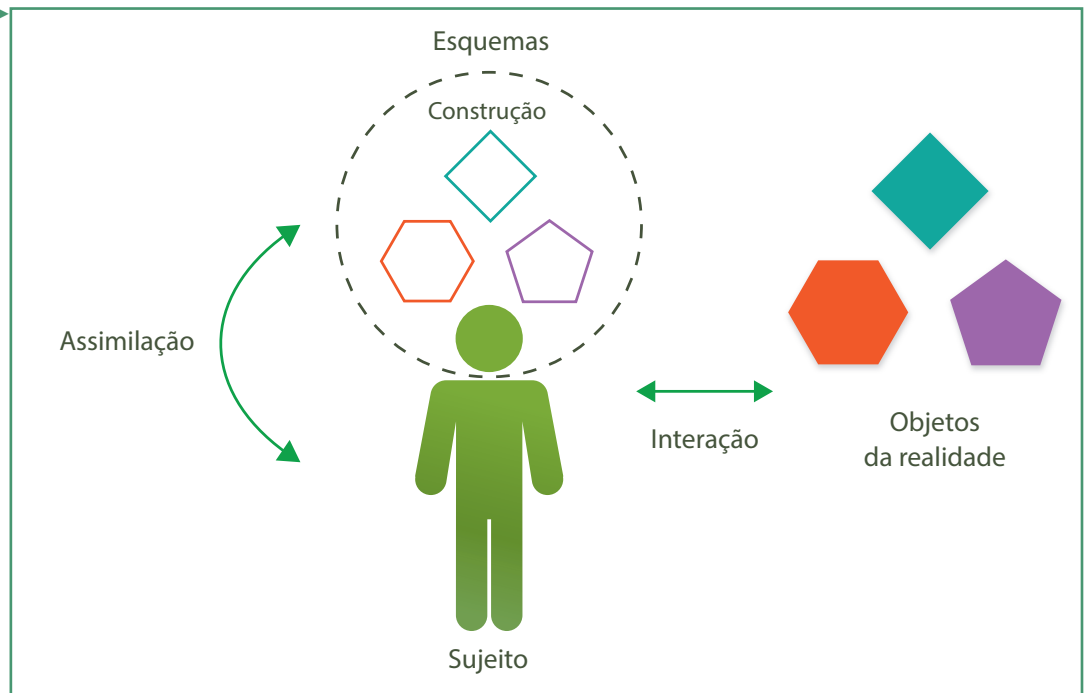 Esquemas
Construção
Assimilação
Interação
Objetos
da realidade
Sujeito